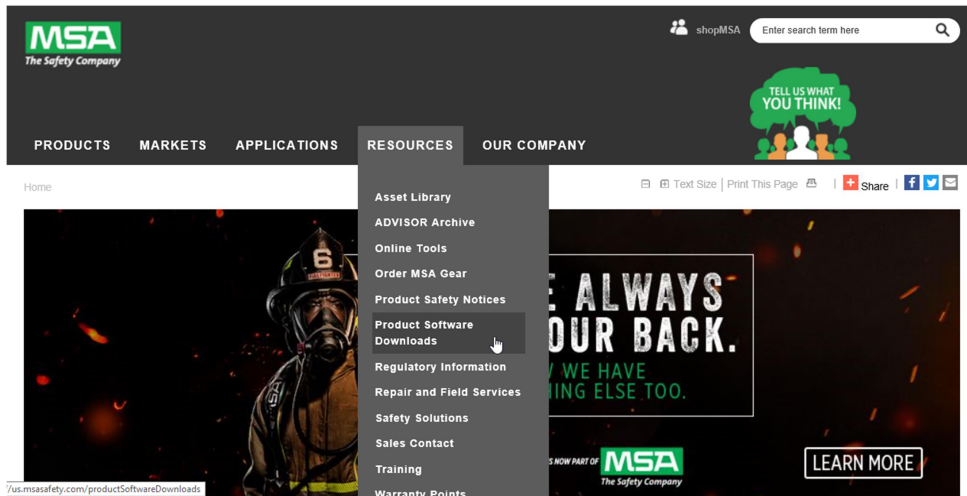 MSA
The Safety Company
shopMSA
Enter search term here
TELL US WHAT
YOU THINK!
PRODUCTS MARKETS APPLICATIONS RESOURCES OUR COMPANY
Home
Text Size | Print This Page | Share |
Asset Library
ADVISOR Archive
Online Tools
Order MSA Gear
Product Safety Notices
Product Software
Downloads
Regulatory Information
Repair and Field Services
Safety Solutions
Sales Contact
Training
Warranty Points
6
FIREFIGHTER
MSA
ALWAYS
OUR BACK.
WE HAVE
ING ELSE TOO.
IS NOW PART OF MSA
The Safety Company
LEARN MORE
/us.msasafety.com/productSoftwareDownloads